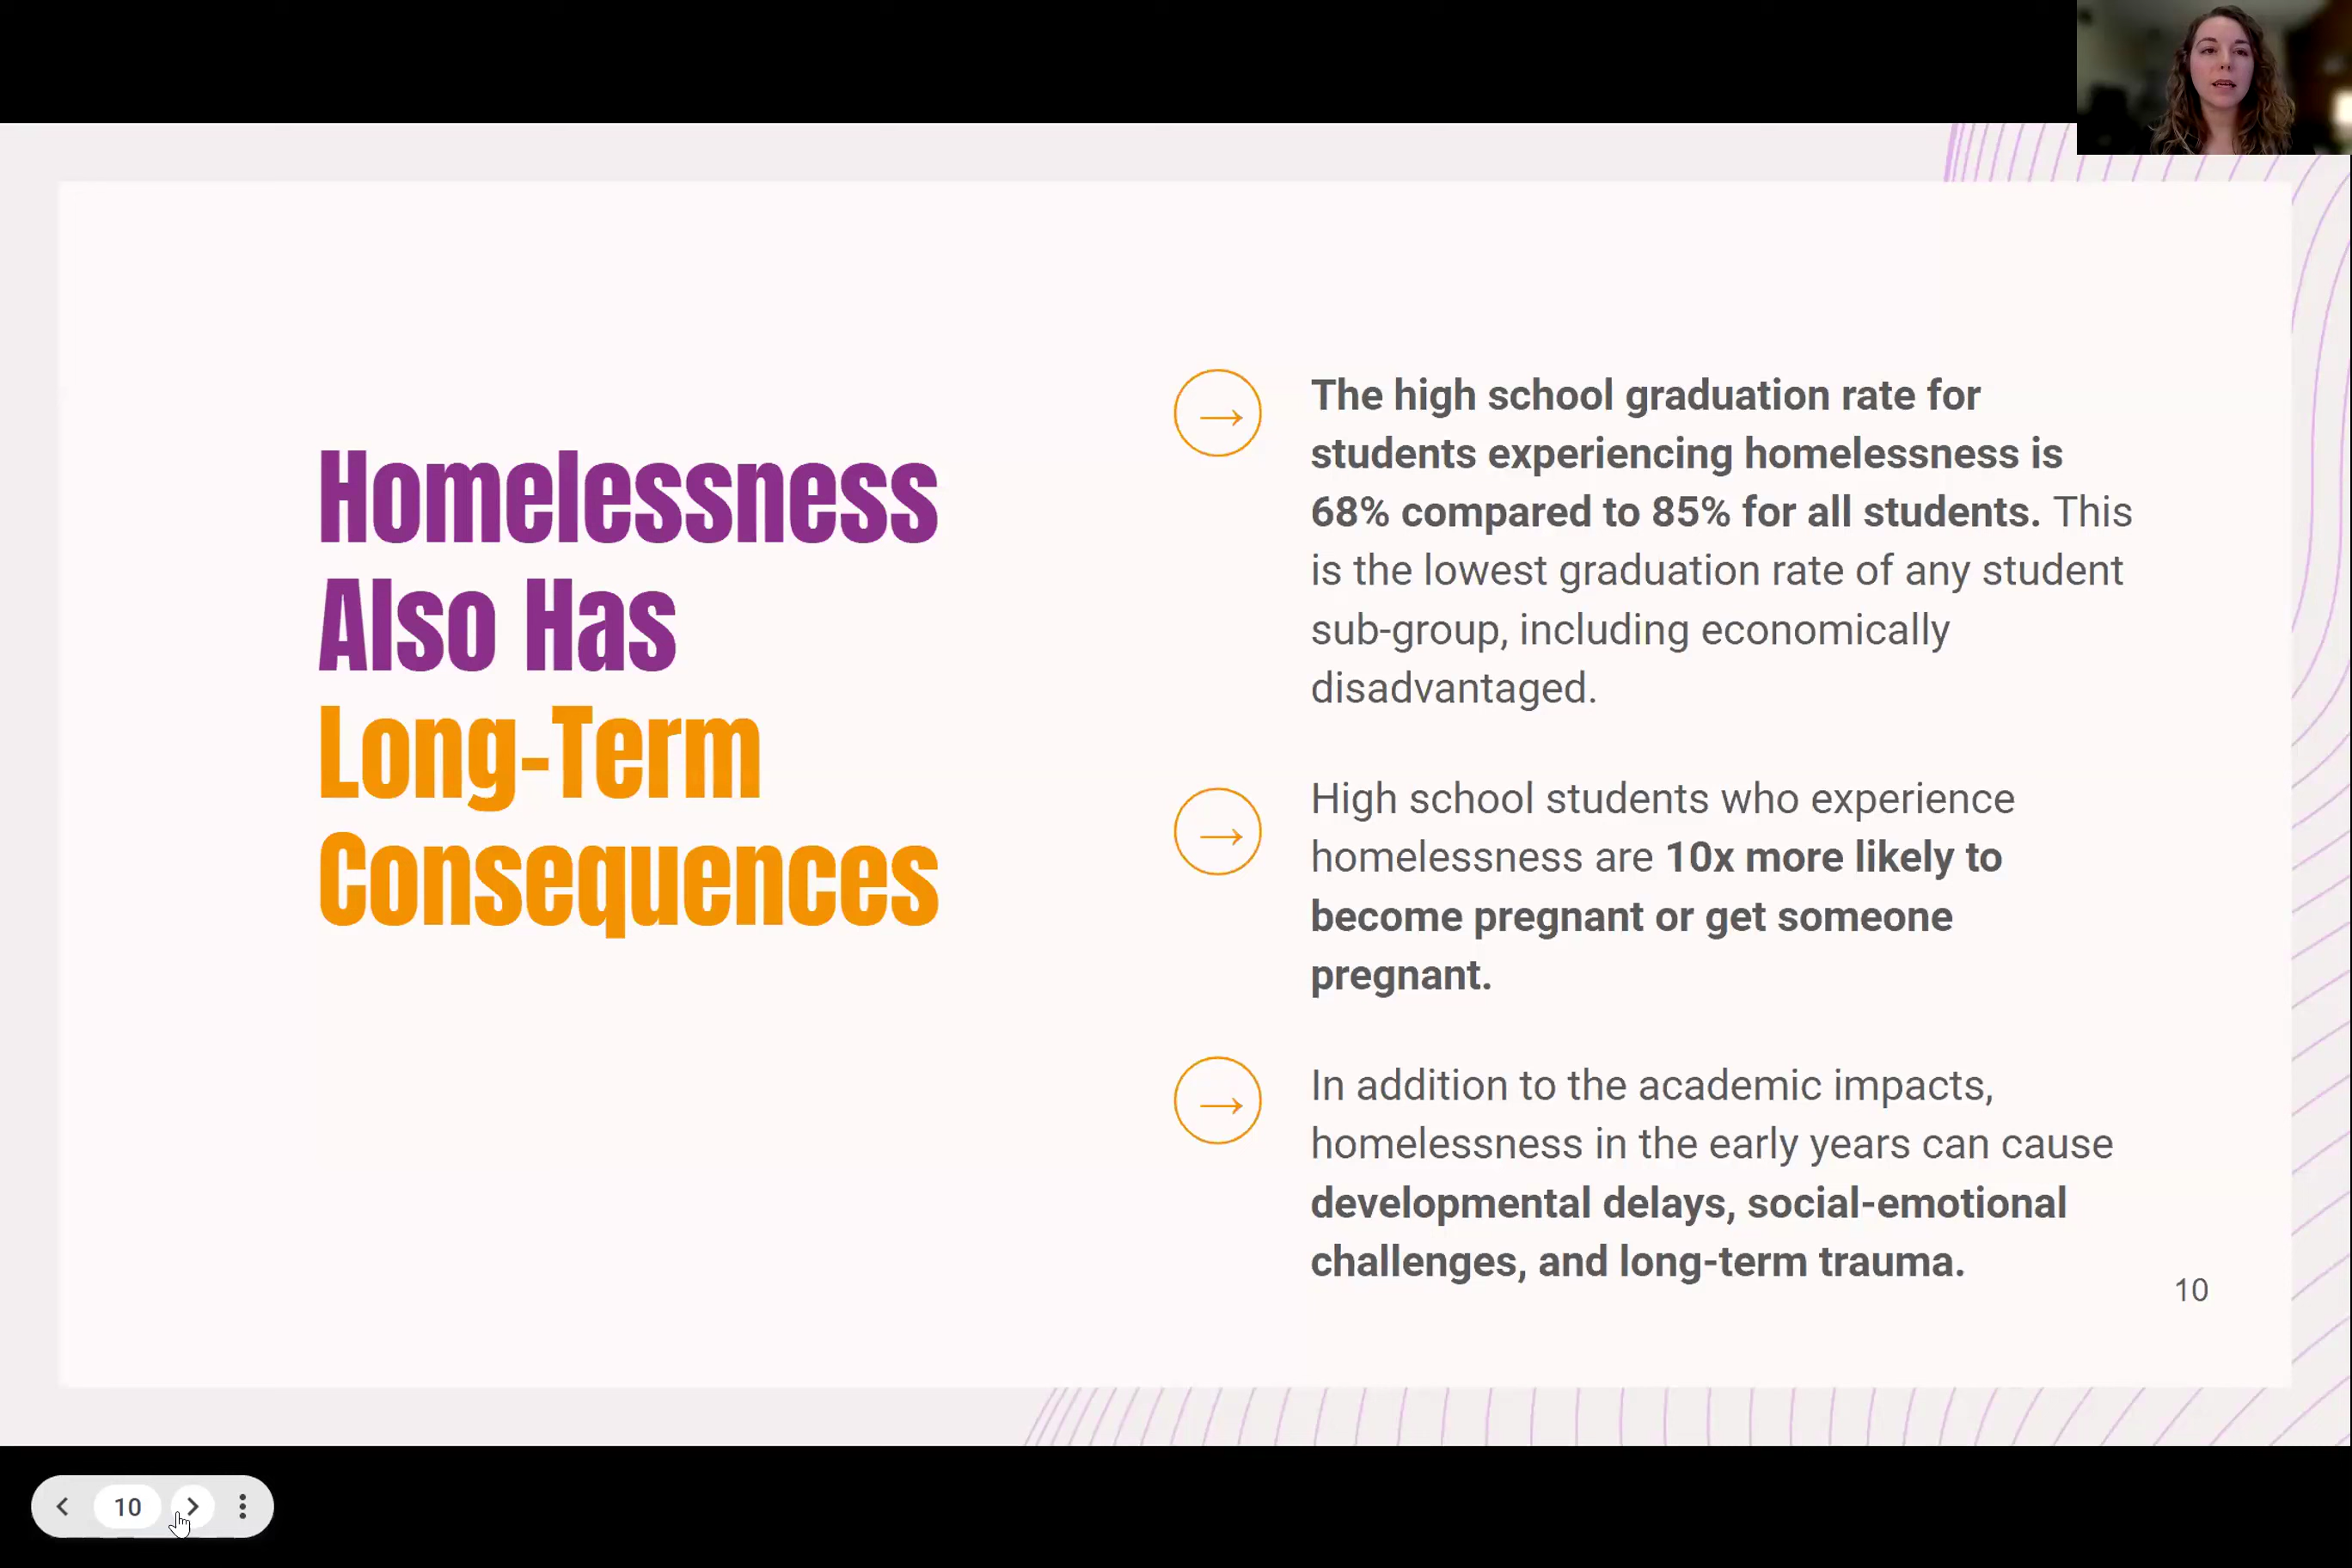 Homelessness
Also Has
Long-Term
Consequences
The high school graduation rate for
students experiencing homelessness is
68% compared to 85% for all students. This
is the lowest graduation rate of any student
sub-group, including economically
disadvantaged.
High school students who experience
homelessness are 10x more likely to
become pregnant or get someone
pregnant.
In addition to the academic impacts,
homelessness in the early years can cause
developmental delays, social-emotional
challenges, and long-term trauma.
10
10